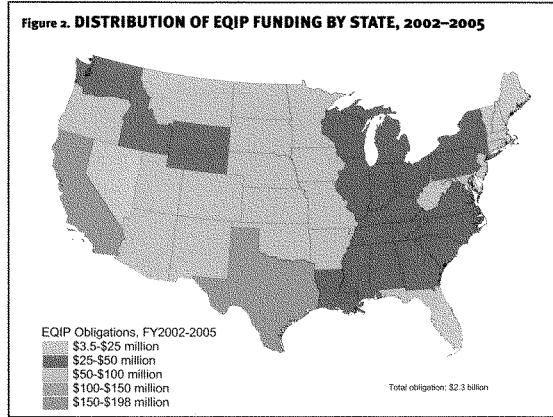 Figure 2. DISTRIBUTION OF EQIP FUNDING BY STATE, 2002–2005
EQIP Obligations, FY2002-2005
$3.5-$25 million
$25-$50 million
$50-$100 million
$100-$150 million
$150-$198 million
Total obligation: $2.3 billion